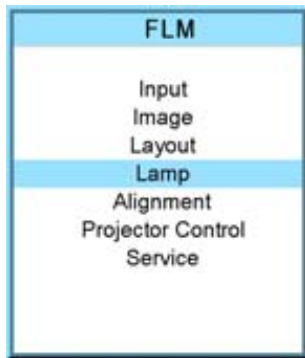 FLM
Input
Image
Layout
Lamp
Alignment
Projector Control
Service